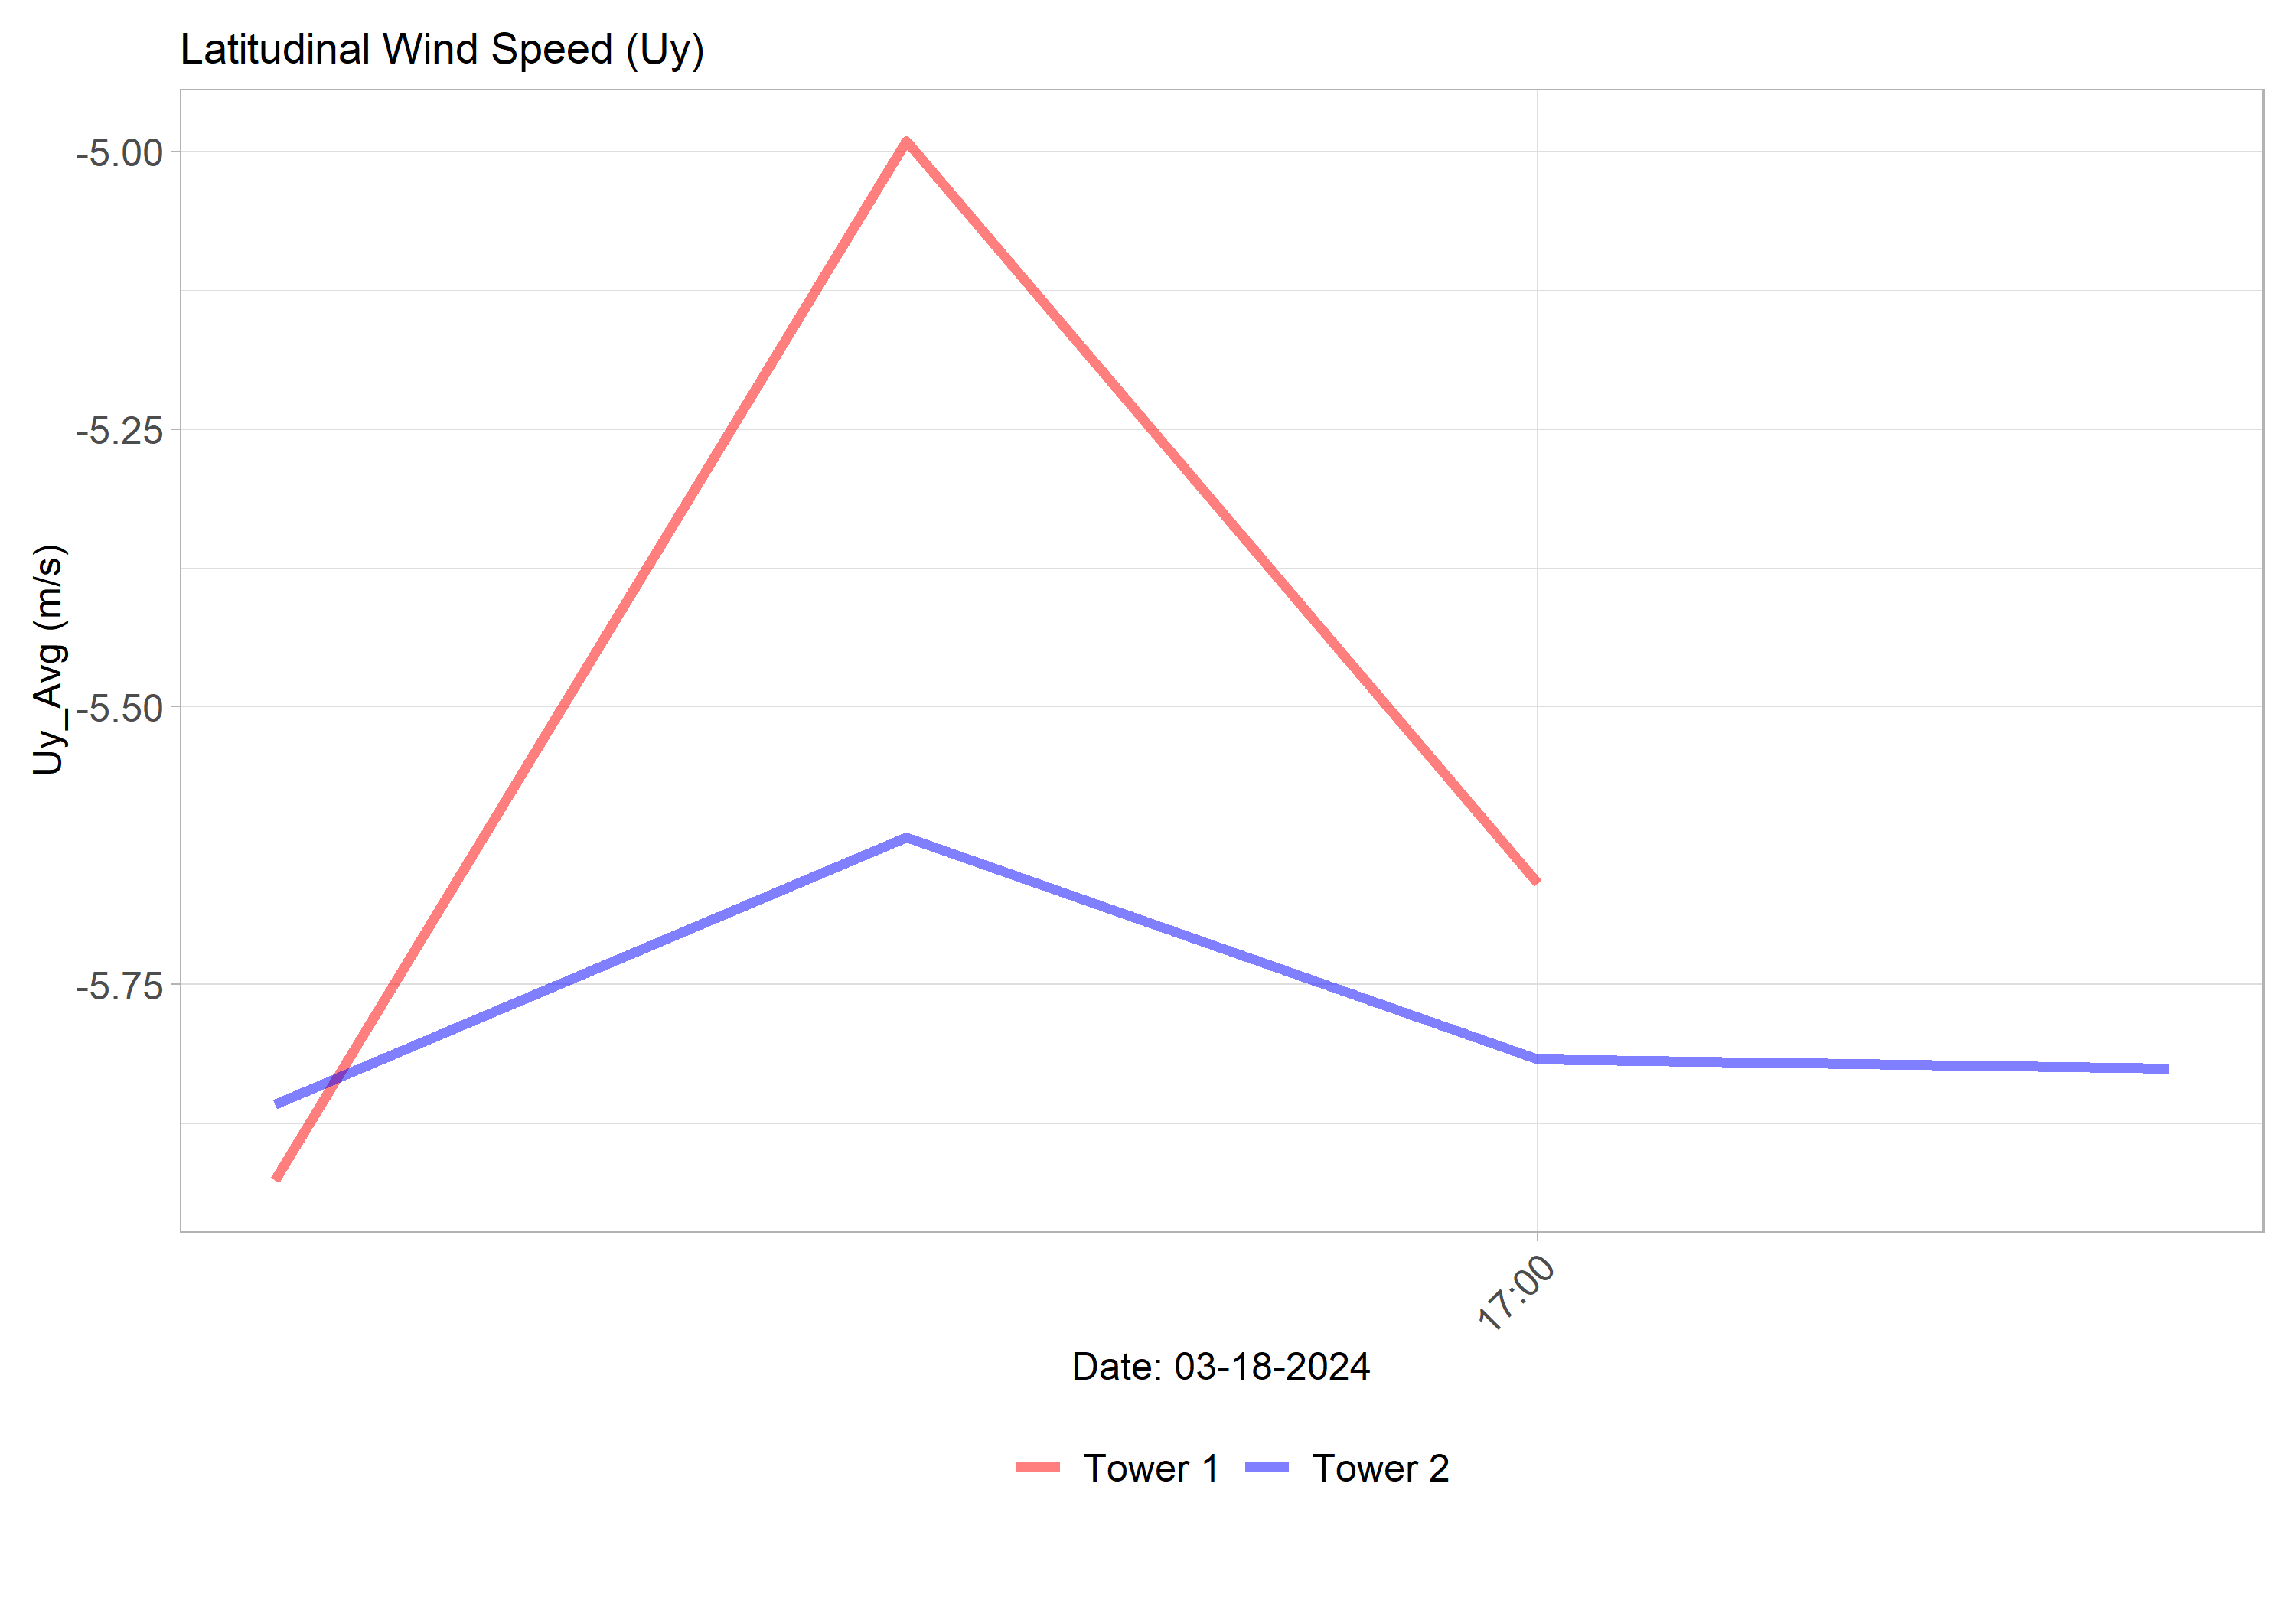 Latitudinal Wind Speed (Uy)
Uy_Avg (m/s)
-5.00
-5.25
-5.50
-5.75
17:00
Date: 03-18-2024
Tower 1 Tower 2